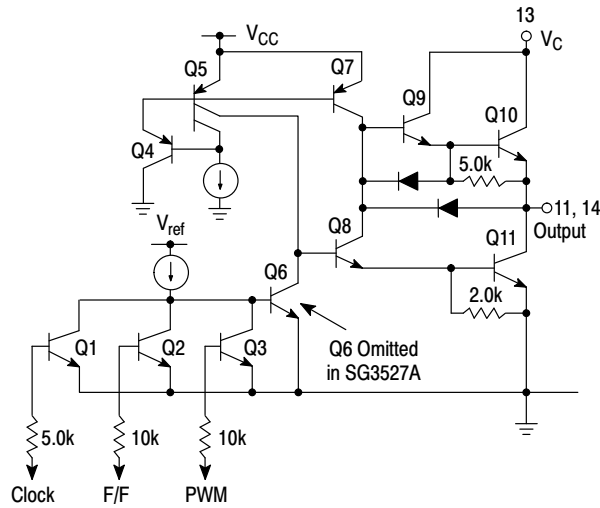 13
V_CC
V_C
Q5
Q7
Q9
Q10
Q4
5.0k
V_ref
Q8
11, 14
Output
Q11
Q6
2.0k
Q1
Q2
Q3
Q6 Omitted
in SG3527A
5.0k
10k
10k
Clock
F/F
PWM